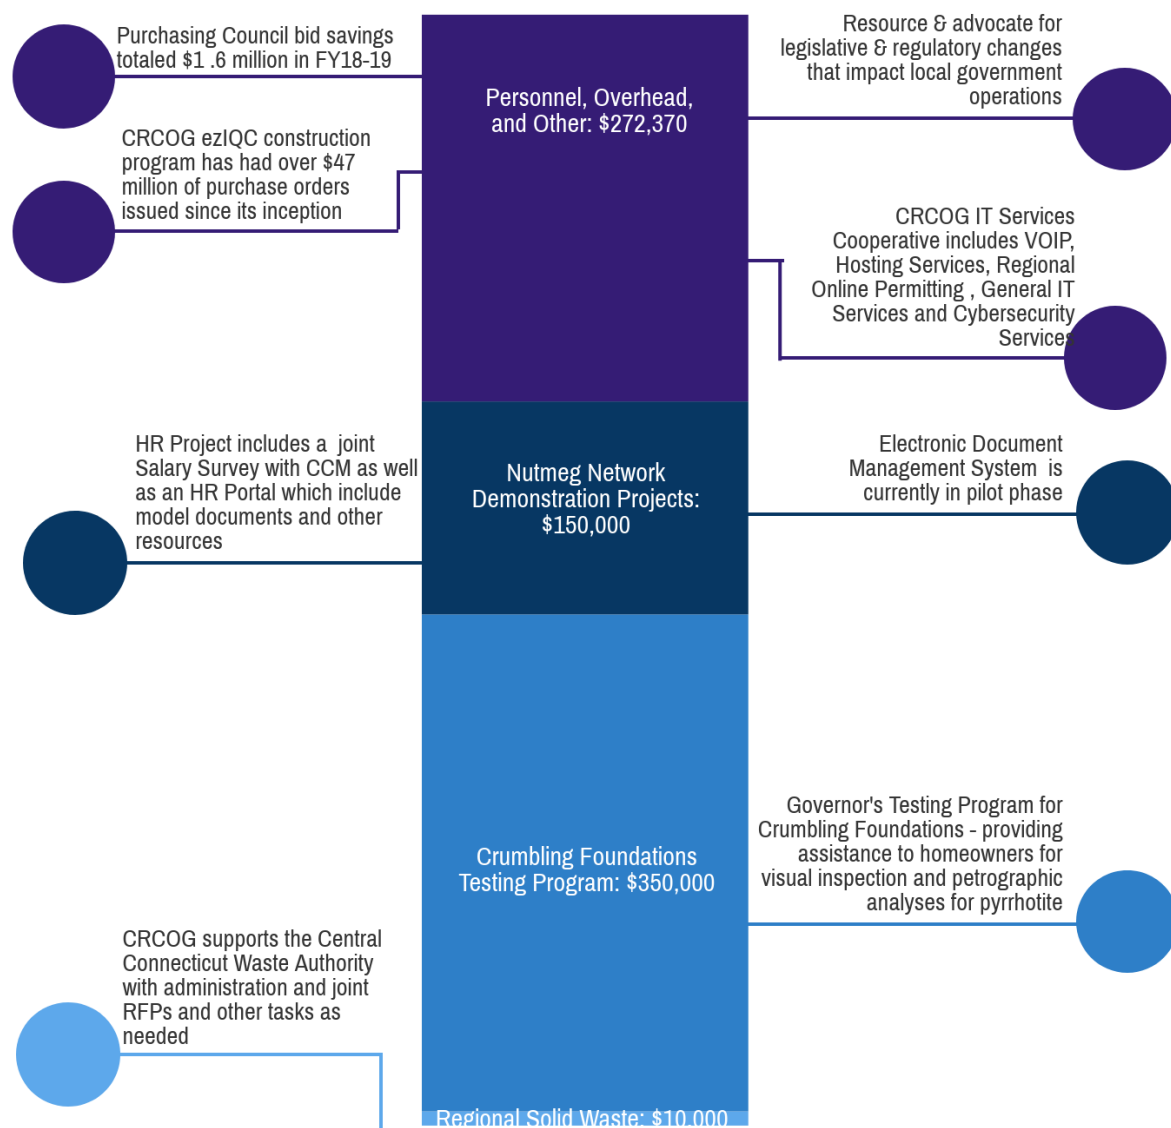 Purchasing Council bid savings
totaled $1 .6 million in FY18-19
CRCOG ezIQC construction
program has had over $47
million of purchase orders
issued since its inception
Personnel, Overhead,
and Other: $272,370
Resource & advocate for
legislative & regulatory changes
that impact local government
operations
CRCOG IT Services
Cooperative includes VOIP,
Hosting Services, Regional
Online Permitting , General IT
Services and Cybersecurity
Services
HR Project includes a  joint
Salary Survey with CCM as well
as an HR Portal which include
model documents and other
resources
Nutmeg Network
Demonstration Projects:
$150,000
Electronic Document
Management System  is
currently in pilot phase
Crumbling Foundations
Testing Program: $350,000
Governor's Testing Program for
Crumbling Foundations - providing
assistance to homeowners for
visual inspection and petrographic
analyses for pyrrhotite
CRCOG supports the Central
Connecticut Waste Authority
with administration and joint
RFPs and other tasks as
needed
Regional Solid Waste: $10,000